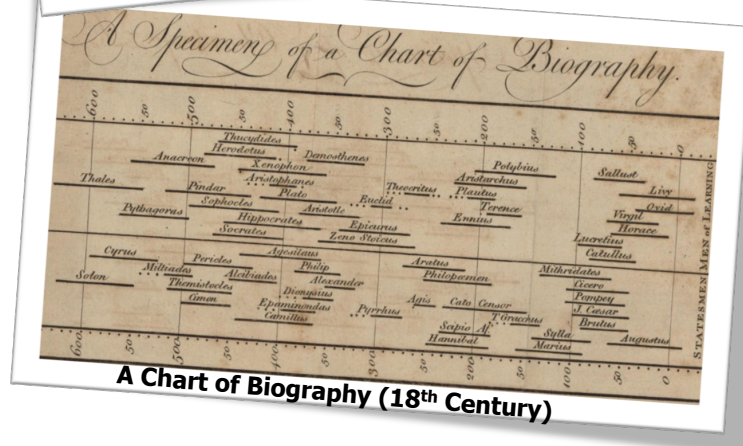 A Specimen of a Chart of Biography.
600 50 500 50 400 50 300 50 200 50 100 50 0
Thucydides
Herodotus
Demosthenes
Anacreon
Xenophon
Polybius
Sallust
Thales
Aristophanes
Aristarchus
Pindar
Plato
Theocritus
Plautus
Livy
Sophocles
Euclid
Pythagoras
Aristotle
Terence
Ovid
Hippocrates
Epicurus
Ennius
Virgil
Socrates
Zeno Stoicus
Horace
Lucretius
Catullus
MEN of LEARNING
Cyrus
Agesilaus
Pericles
Aratus
Miltiades
Philip
Mithridates
Solon
Alcibiades
Alexander
Philopœmen
Cicero
Themistocles
Dionysius
Pompey
Cimon
Epaminondas
Pyrrhus
Agis
Cato Censor
J. Cæsar
Camillus
T Gracchus
Brutus
Scipio Af.
Sylla
Augustus
Hannibal
Marius
STATESMEN
600 50 500 50 400 50 300 50 200 50 100 50 0
A Chart of Biography (18th Century)